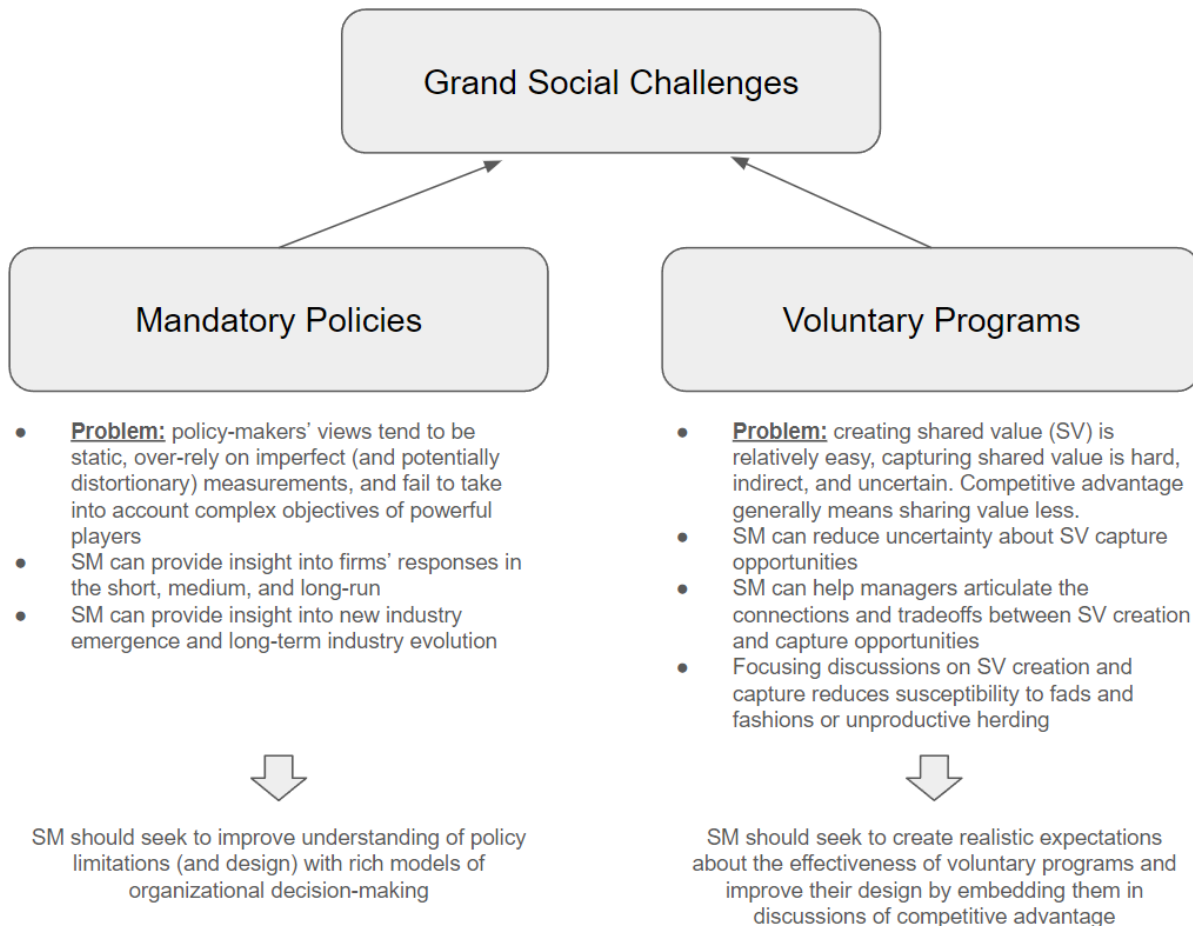 Grand Social Challenges
Mandatory Policies
● Problem: policy-makers’ views tend to be
static, over-rely on imperfect (and potentially
distortionary) measurements, and fail to take
into account complex objectives of powerful
players
● SM can provide insight into firms’ responses in
the short, medium, and long-run
● SM can provide insight into new industry
emergence and long-term industry evolution
SM should seek to improve understanding of policy
limitations (and design) with rich models of
organizational decision-making
Voluntary Programs
● Problem: creating shared value (SV) is
relatively easy, capturing shared value is hard,
indirect, and uncertain. Competitive advantage
generally means sharing value less.
● SM can reduce uncertainty about SV capture
opportunities
● SM can help managers articulate the
connections and tradeoffs between SV creation
and capture opportunities
● Focusing discussions on SV creation and
capture reduces susceptibility to fads and
fashions or unproductive herding
SM should seek to create realistic expectations
about the effectiveness of voluntary programs and
improve their design by embedding them in
discussions of competitive advantage